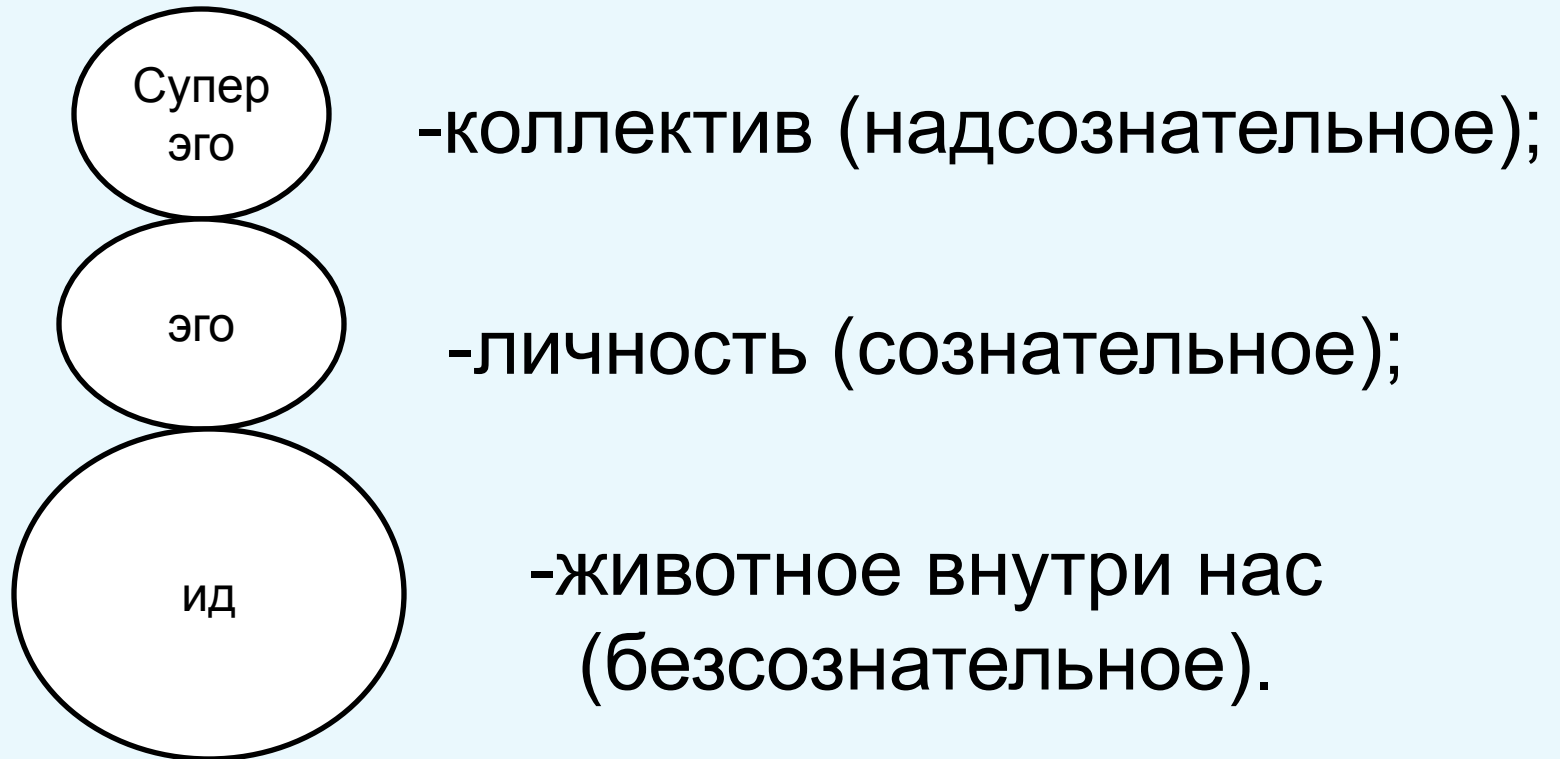 Супер
эго
-коллектив (надсознательное);
эго
-личность (сознательное);
ид
-животное внутри нас
(безсознательное).